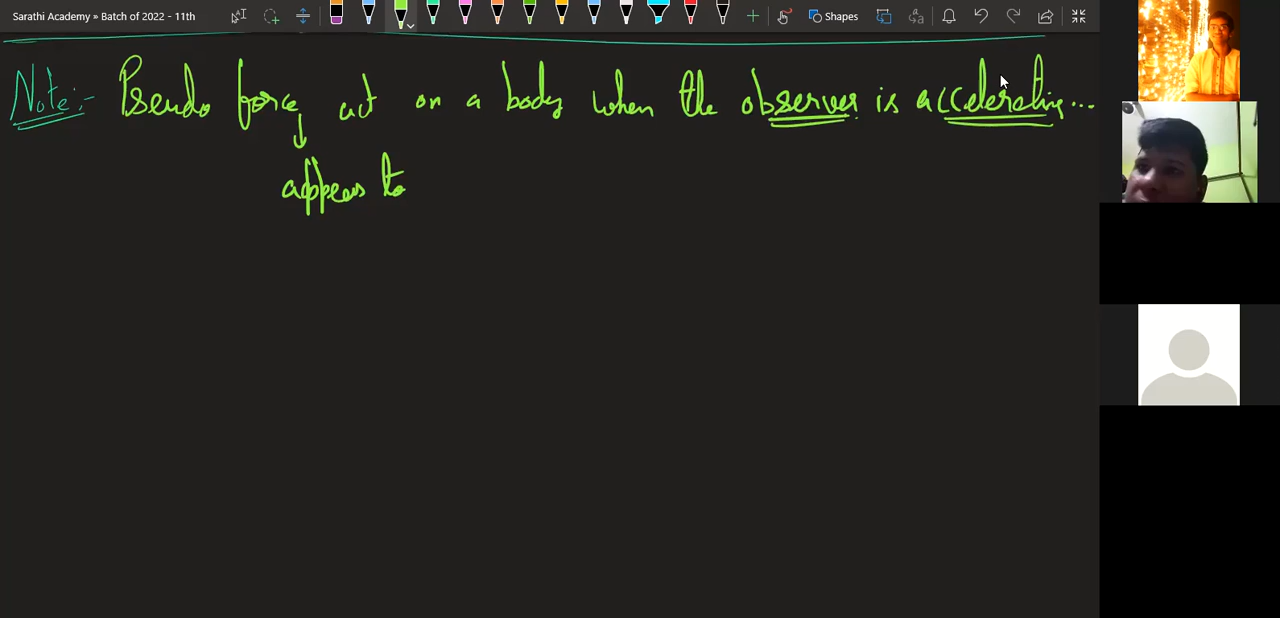 Sarathi Academy » Batch of 2022 - 11th
Shapes
Note:- Pseudo force act on a body when the observer is accelerating...
appears to